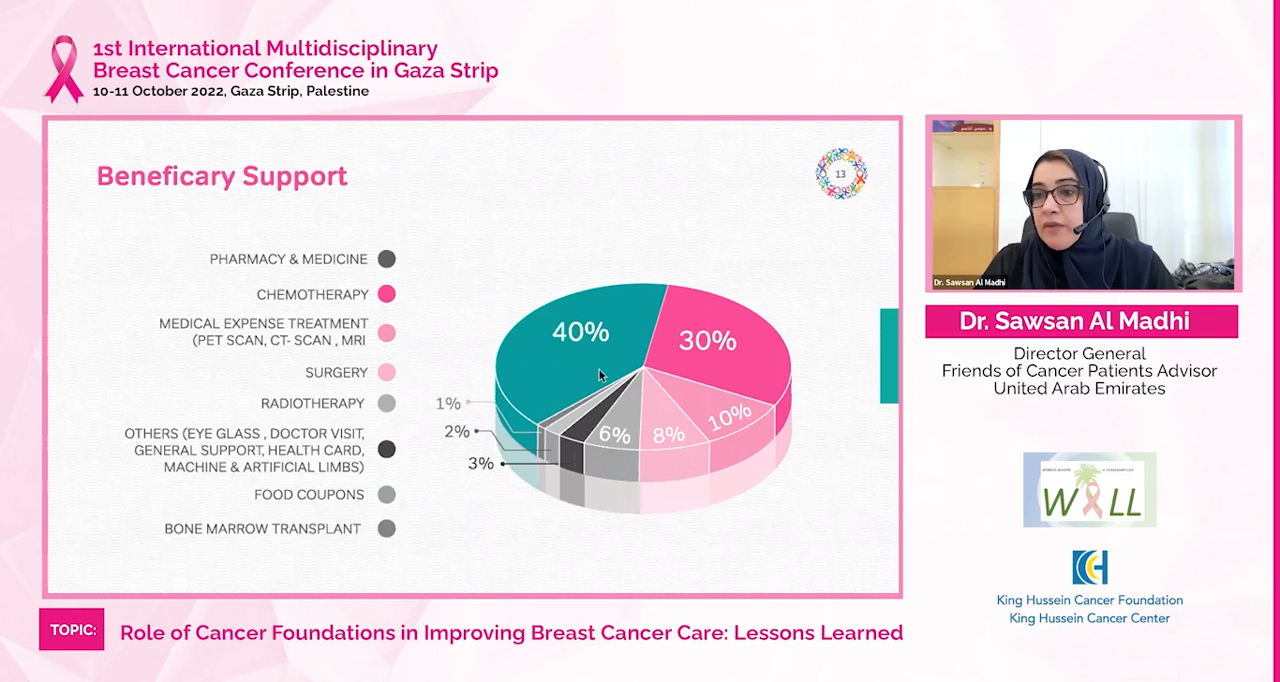 1st International Multidisciplinary
Breast Cancer Conference in Gaza Strip
10-11 October 2022, Gaza Strip, Palestine
Beneficary Support
13
PHARMACY & MEDICINE
CHEMOTHERAPY
MEDICAL EXPENSE TREATMENT
(PET SCAN, CT- SCAN , MRI
SURGERY
RADIOTHERAPY
OTHERS (EYE GLASS , DOCTOR VISIT,
GENERAL SUPPORT, HEALTH CARD,
MACHINE & ARTIFICIAL LIMBS)
FOOD COUPONS
BONE MARROW TRANSPLANT
40%
30%
10%
8%
6%
1%
2%
3%
Dr. Sawsan Al Madhi
Dr. Sawsan Al Madhi
Director General
Friends of Cancer Patients Advisor
United Arab Emirates
WILL
King Hussein Cancer Foundation
King Hussein Cancer Center
TOPIC:
Role of Cancer Foundations in Improving Breast Cancer Care: Lessons Learned